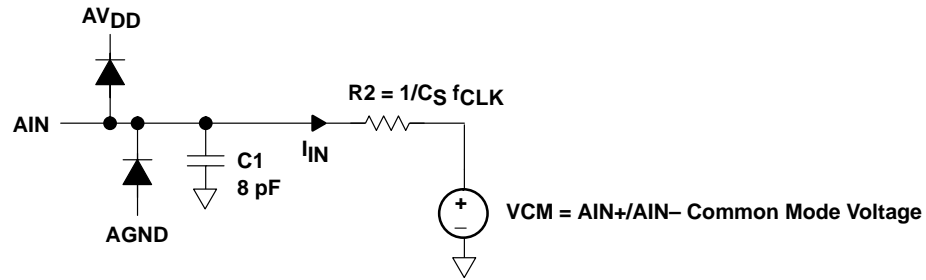 AVDD
R2 = 1/CS fCLK
AIN
IIN
C1
8 pF
+
–
VCM = AIN+/AIN– Common Mode Voltage
AGND